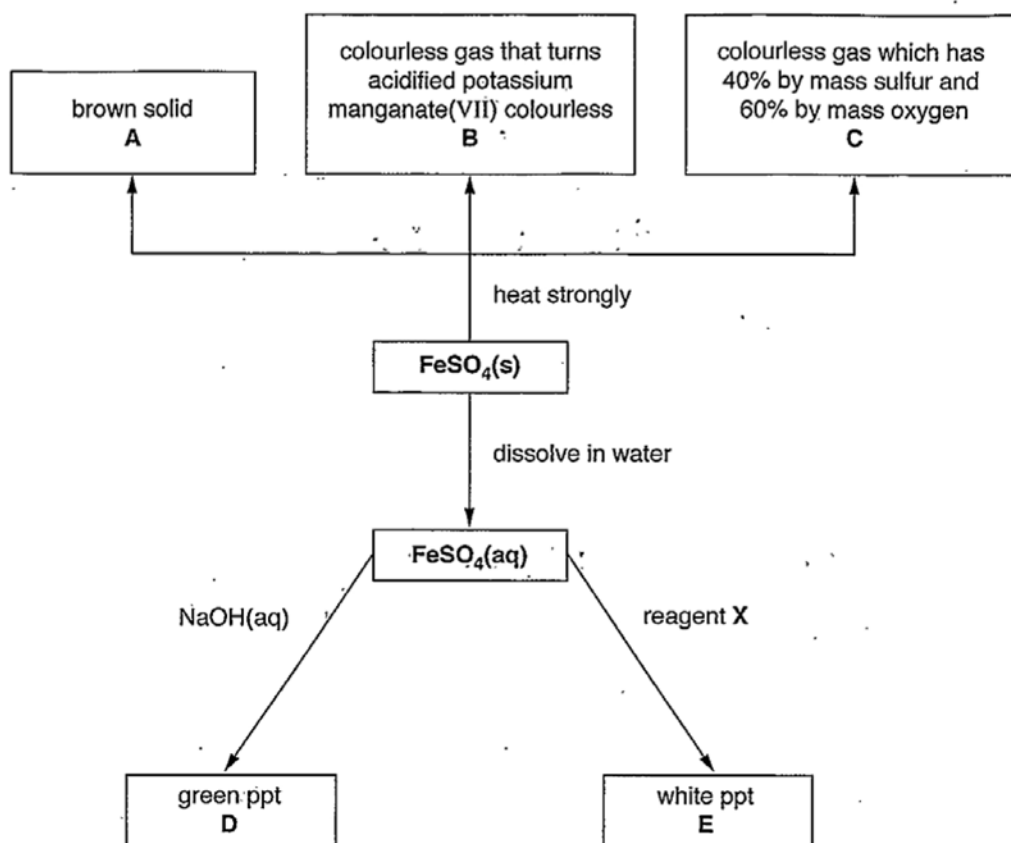 brown solid
A
colourless gas that turns
acidified potassium
manganate(VII) colourless
B
colourless gas which has
40% by mass sulfur and
60% by mass oxygen
C
heat strongly
FeSO₄(s)
dissolve in water
FeSO₄(aq)
NaOH(aq)
reagent X
green ppt
D
white ppt
E